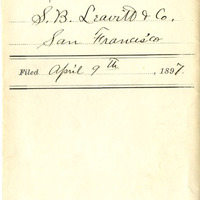 S. B. Leavitt & Co.
San Francisco
Filed April 9th, 1897.